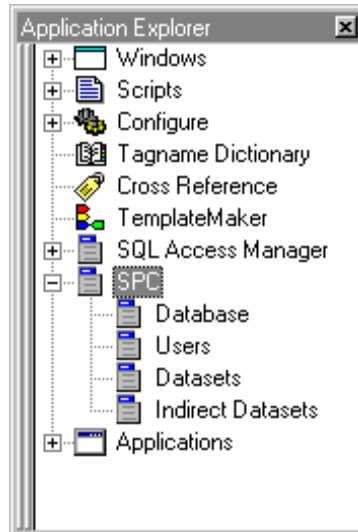 Application Explorer
Windows
Scripts
Configure
Tagname Dictionary
Cross Reference
TemplateMaker
SQL Access Manager
SPC
Database
Users
Datasets
Indirect Datasets
Applications